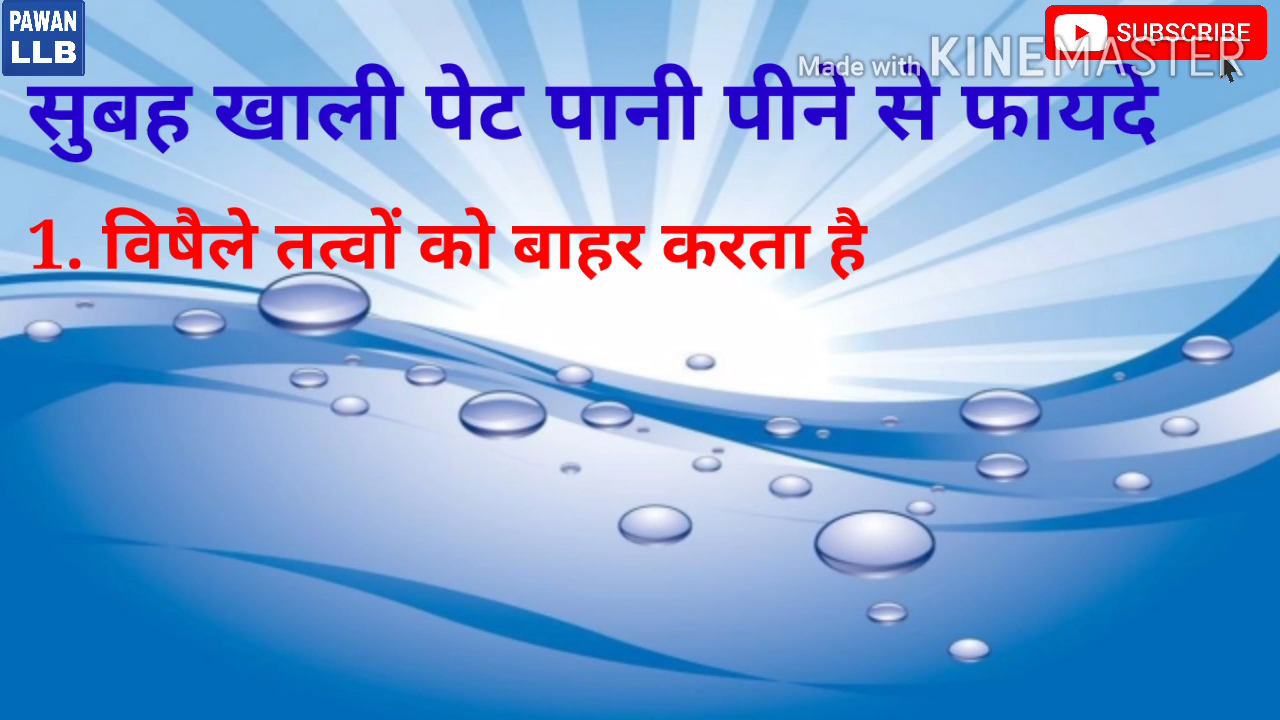 PAWAN
LLB
SUBSCRIBE
Made with KINEMASTER
सुबह खाली पेट पानी पीने से फायदे
1. विषैले तत्वों को बाहर करता है